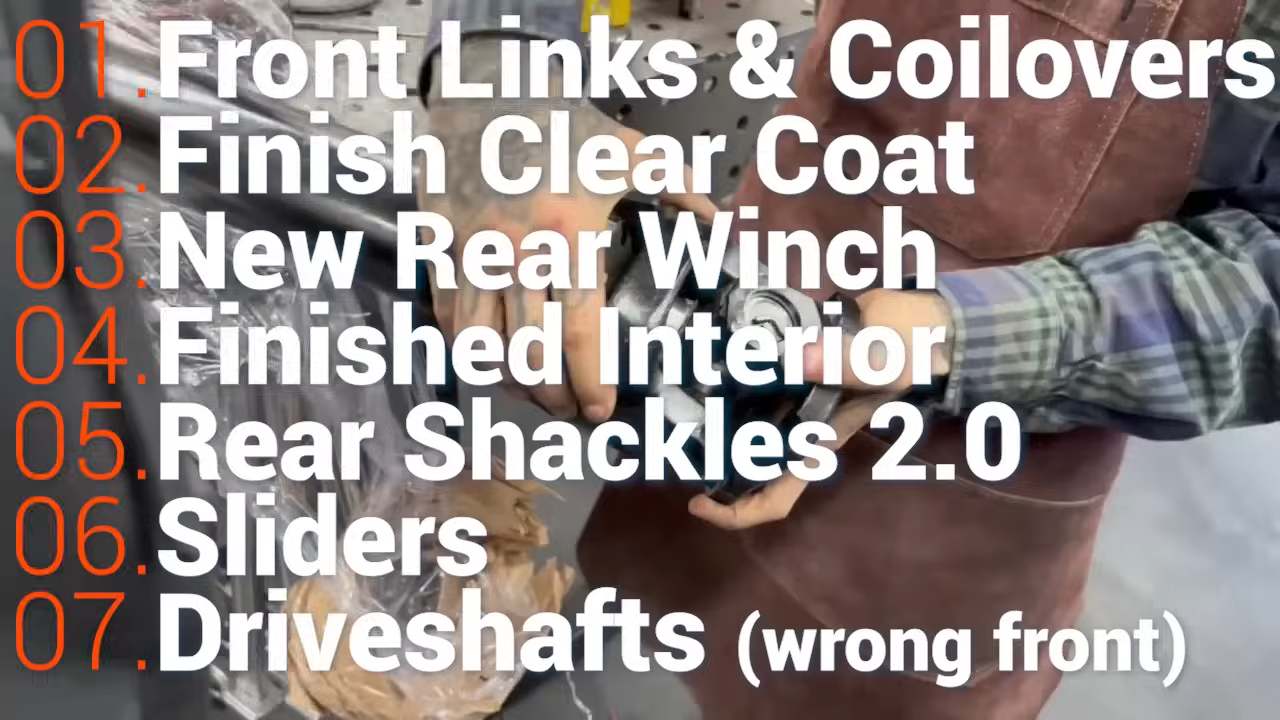 01.Front Links & Coilovers
02.Finish Clear Coat
03.New Rear Winch
04.Finished Interior
05.Rear Shackles 2.0
06.Sliders
07.Driveshafts (wrong front)